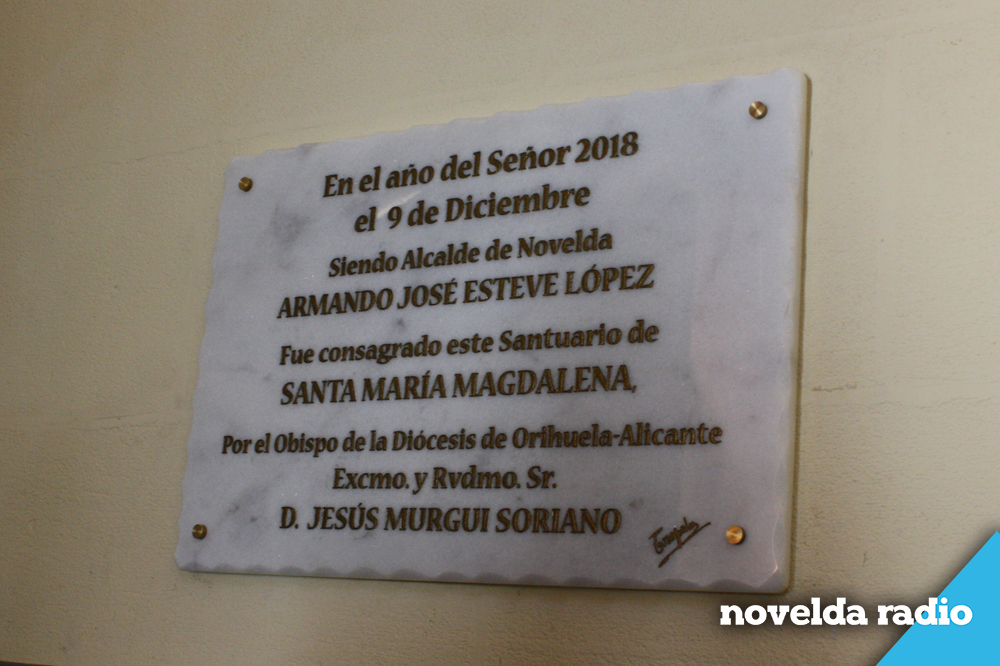 En el año del Señor 2018
el 9 de Diciembre
Siendo Alcalde de Novelda
ARMANDO JOSÉ ESTEVE LÓPEZ
Fue consagrado este Santuario de
SANTA MARÍA MAGDALENA,
Por el Obispo de la Diócesis de Orihuela-Alicante
Excmo. y Rvdmo. Sr.
D. JESÚS MURGUI SORIANO
novelda radio